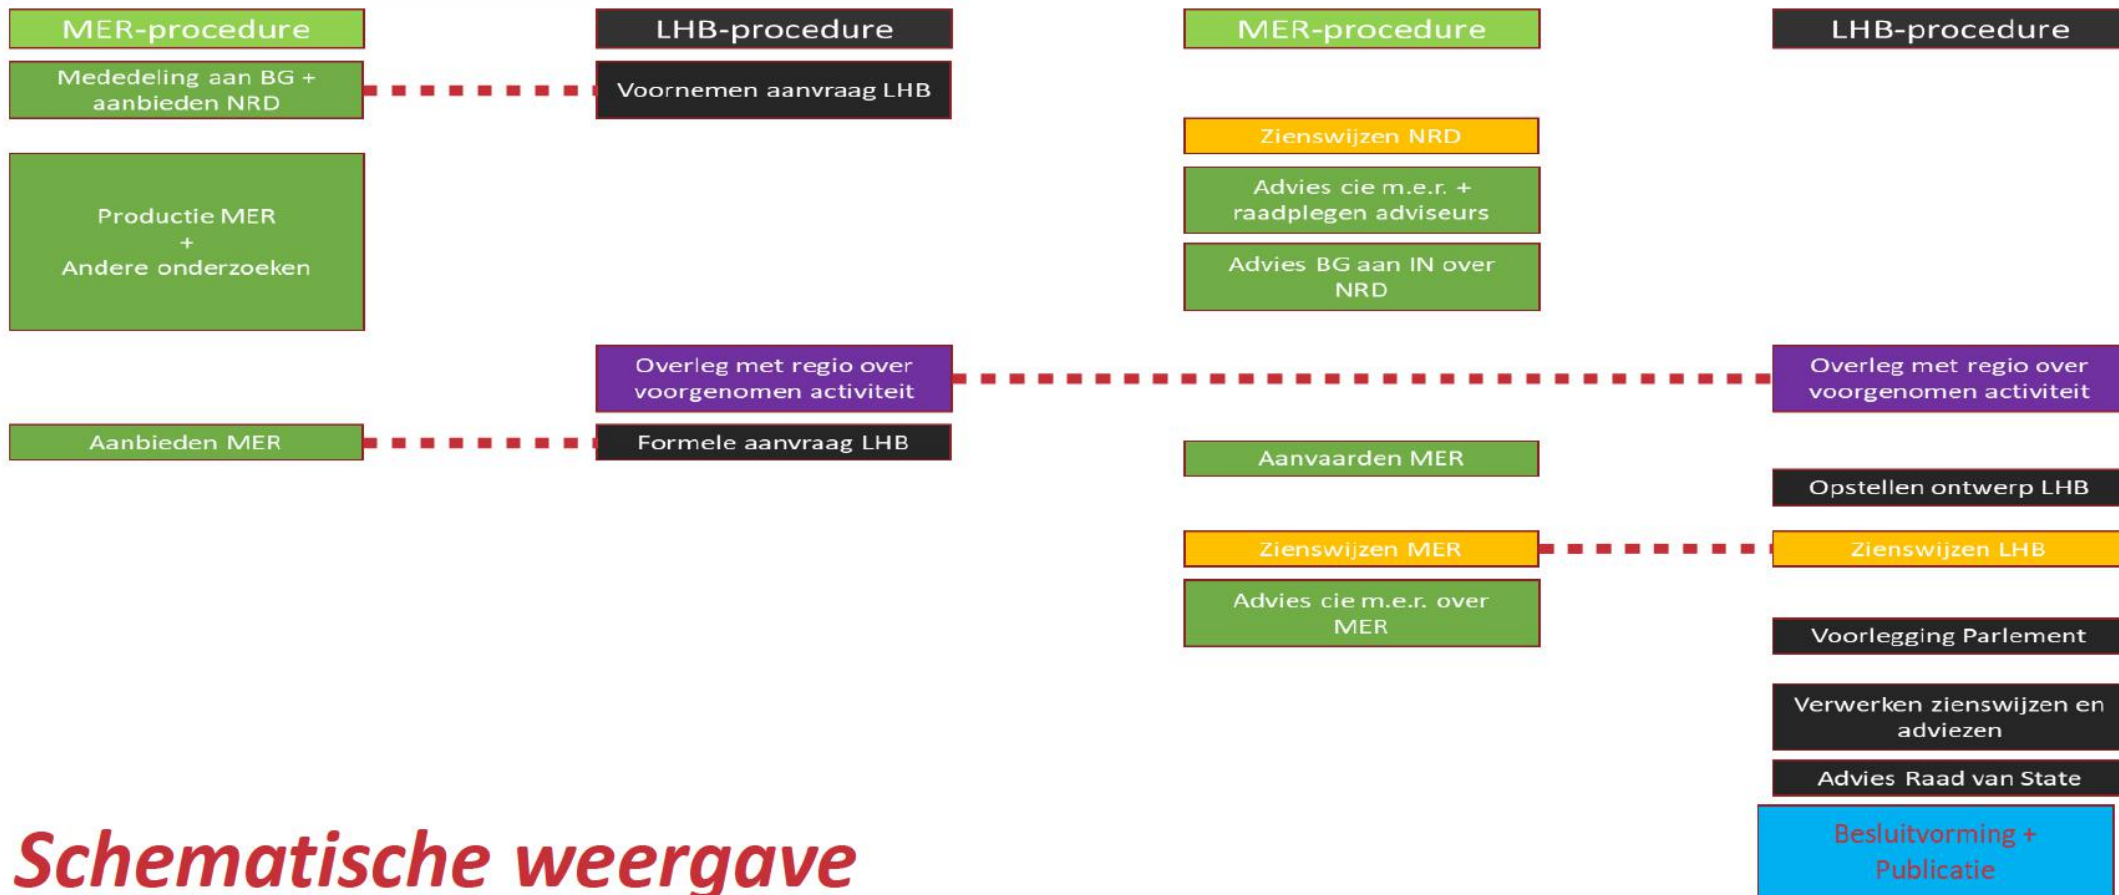 MER-procedure
LHB-procedure
MER-procedure
LHB-procedure
Mededeling aan BG +
aanbieden NRD
Voornemen aanvraag LHB
Zienswijzen NRD
Productie MER
+
Andere onderzoeken
Advies cie m.e.r. +
raadplegen adviseurs
Advies BG aan IN over
NRD
Overleg met regio over
voorgenomen activiteit
Overleg met regio over
voorgenomen activiteit
Aanbieden MER
Formele aanvraag LHB
Aanvaarden MER
Opstellen ontwerp LHB
Zienswijzen MER
Zienswijzen LHB
Advies cie m.e.r. over
MER
Voorlegging Parlement
Verwerken zienswijzen en
adviezen
Advies Raad van State
Besluitvorming +
Publicatie
Schematische weergave